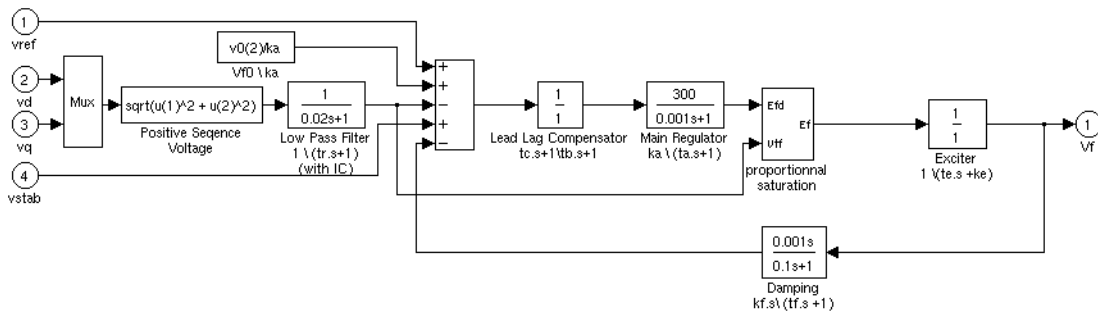 1
vref
2
vd
3
vq
4
vstab
Mux
v0(2)/ka
Vf0 \ ka
sqrt(u(1)^2 + u(2)^2)
Positive Seqence
Voltage
1
0.02s+1
Low Pass Filter
1 \ (tr.s+1)
(with IC)
+
+
−
+
−
1
1
Lead Lag Compensator
tc.s+1\tb.s+1
300
0.001s+1
Main Regulator
ka \ (ta.s+1)
Efd
Ef
Vtf
proportionnal
saturation
1
1
Exciter
1 \(te.s +ke)
1
Vf
0.001s
0.1s+1
Damping
kf.s\ (tf.s +1)